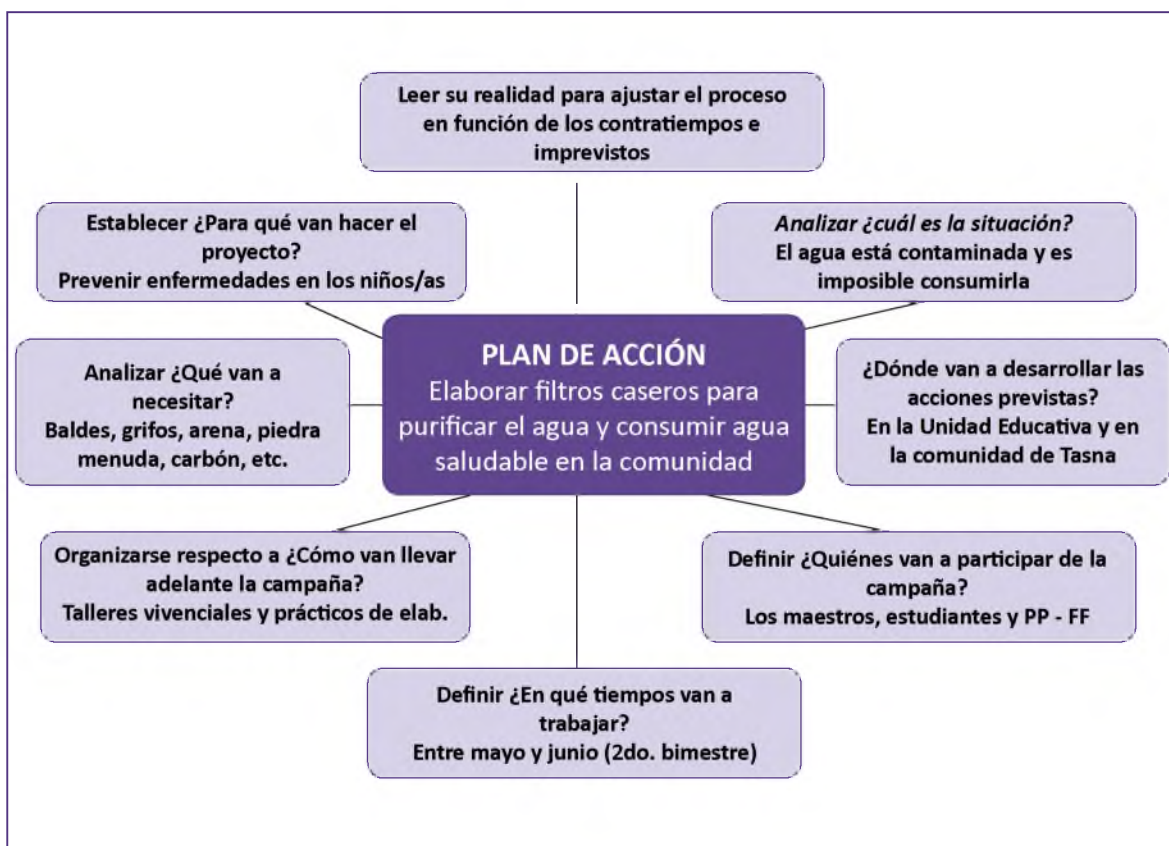 Leer su realidad para ajustar el proceso
en función de los contratiempos e
imprevistos
Establecer ¿Para qué van hacer el
proyecto?
Prevenir enfermedades en los niños/as
Analizar ¿cuál es la situación?
El agua está contaminada y es
imposible consumirla
PLAN DE ACCIÓN
Elaborar filtros caseros para
purificar el agua y consumir agua
saludable en la comunidad
Analizar ¿Qué van a
necesitar?
Baldes, grifos, arena, piedra
menuda, carbón, etc.
¿Dónde van a desarrollar las
acciones previstas?
En la Unidad Educativa y en
la comunidad de Tasna
Organizarse respecto a ¿Cómo van llevar
adelante la campaña?
Talleres vivenciales y prácticos de elab.
Definir ¿Quiénes van a participar de la
campaña?
Los maestros, estudiantes y PP - FF
Definir ¿En qué tiempos van a
trabajar?
Entre mayo y junio (2do. bimestre)